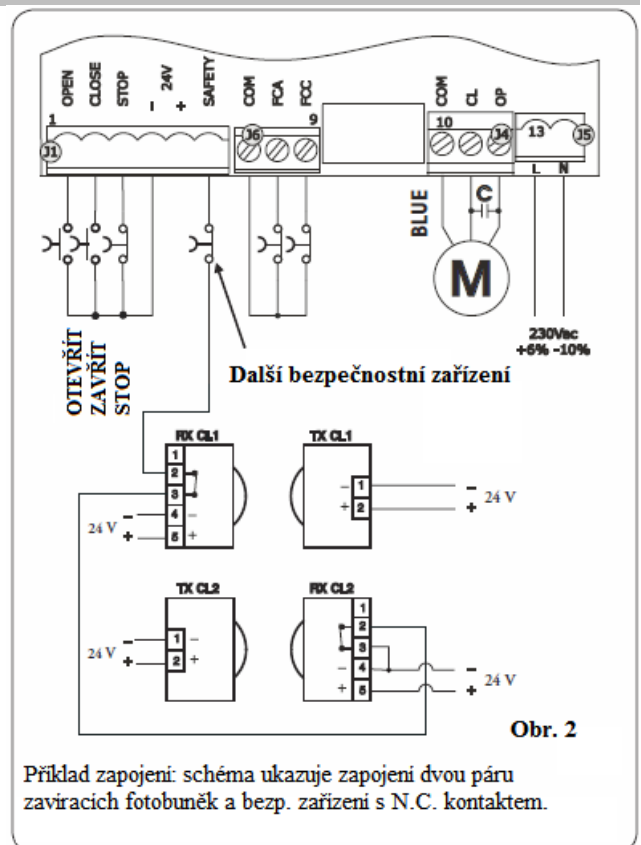 OPEN
CLOSE
STOP
–
24V
+
SAFETY
COM
FCA
FCC
COM
CL
OP
1
9
10
13
J1
J6
J4
J5
L N
BLUE
C
M
230Vac
+6% -10%
OTEVŘÍT
ZAVŘÍT
STOP
Další bezpečnostní zařízení
RX CL1
1
2
3
4 –
5 +
24 V – +
TX CL1
– 1
+ 2
– + 24 V
TX CL2
1 –
2 +
24 V – +
RX CL2
1
2
3
– 4
+ 5
– + 24 V
Obr. 2
Příklad zapojení: schéma ukazuje zapojení dvou páru
zavíracích fotobuněk a bezp. zařízení s N.C. kontaktem.